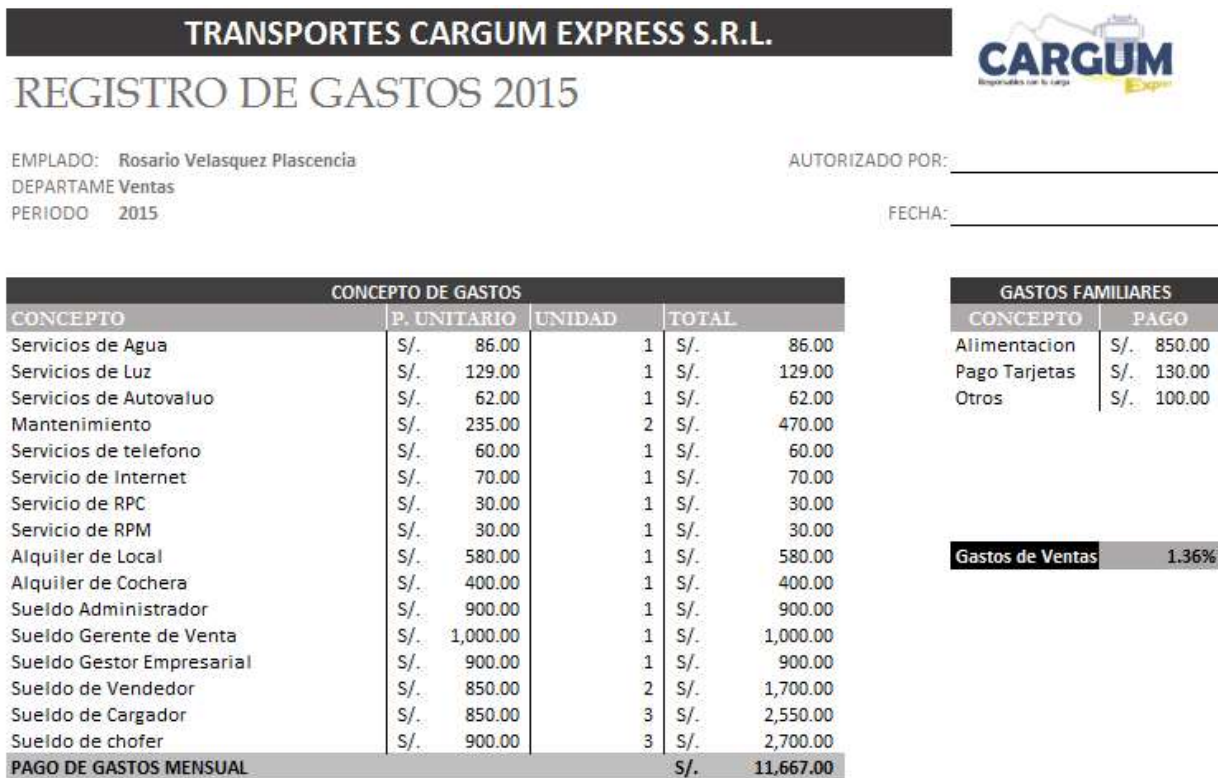 TRANSPORTES CARGUM EXPRESS S.R.L.
CARGUM
Responsables con tu carga
Expre
REGISTRO DE GASTOS 2015
EMPLADO: Rosario Velasquez Plascencia
AUTORIZADO POR:
DEPARTAME Ventas
PERIODO 2015
FECHA:
CONCEPTO DE GASTOS
CONCEPTO P. UNITARIO UNIDAD TOTAL
Servicios de Agua S/. 86.00 1 S/. 86.00
Servicios de Luz S/. 129.00 1 S/. 129.00
Servicios de Autovaluo S/. 62.00 1 S/. 62.00
Mantenimiento S/. 235.00 2 S/. 470.00
Servicios de telefono S/. 60.00 1 S/. 60.00
Servicio de Internet S/. 70.00 1 S/. 70.00
Servicio de RPC S/. 30.00 1 S/. 30.00
Servicio de RPM S/. 30.00 1 S/. 30.00
Alquiler de Local S/. 580.00 1 S/. 580.00
Alquiler de Cochera S/. 400.00 1 S/. 400.00
Sueldo Administrador S/. 900.00 1 S/. 900.00
Sueldo Gerente de Venta S/. 1,000.00 1 S/. 1,000.00
Sueldo Gestor Empresarial S/. 900.00 1 S/. 900.00
Sueldo de Vendedor S/. 850.00 2 S/. 1,700.00
Sueldo de Cargador S/. 850.00 3 S/. 2,550.00
Sueldo de chofer S/. 900.00 3 S/. 2,700.00
PAGO DE GASTOS MENSUAL S/. 11,667.00
GASTOS FAMILIARES
CONCEPTO PAGO
Alimentacion S/. 850.00
Pago Tarjetas S/. 130.00
Otros S/. 100.00
Gastos de Ventas 1.36%